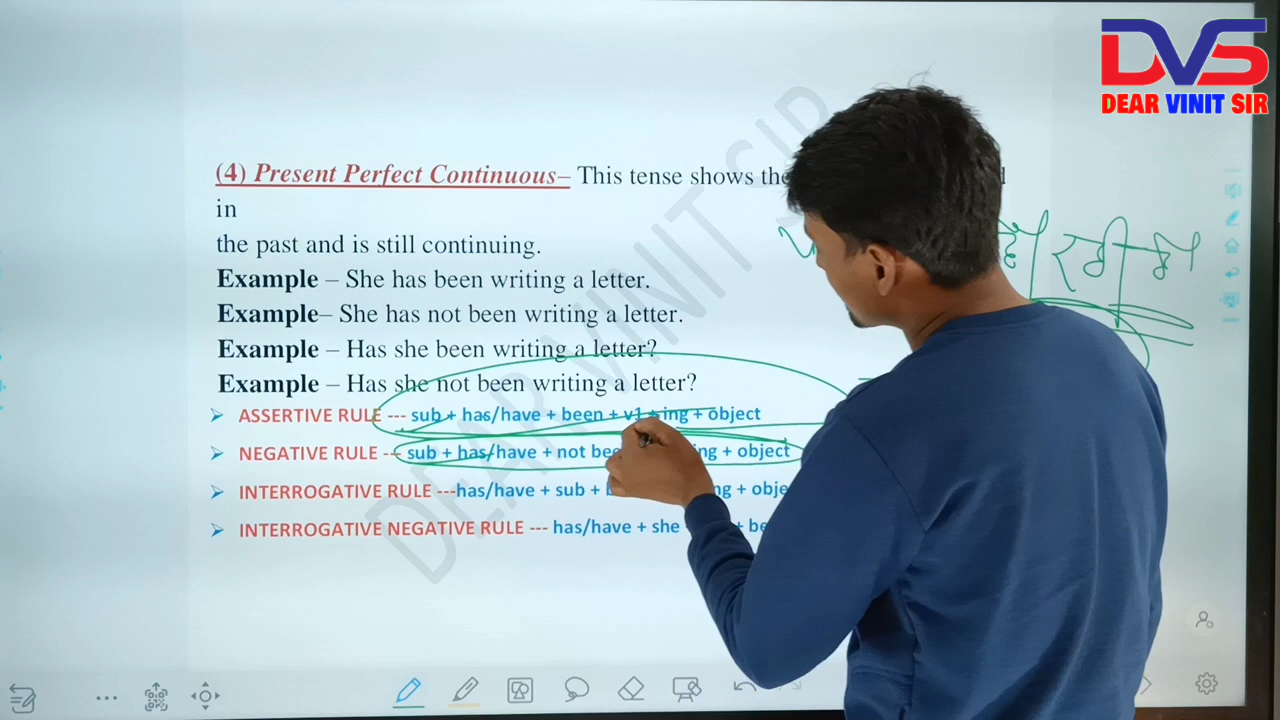 DVS
DEAR VINIT SIR
(4) Present Perfect Continuous– This tense shows the
in
the past and is still continuing.
Example – She has been writing a letter.
Example– She has not been writing a letter.
Example – Has she been writing a letter?
Example – Has she not been writing a letter?
ASSERTIVE RULE --- sub + has/have + been + v1 + ing + object
NEGATIVE RULE --- sub + has/have + not + object
INTERROGATIVE RULE ---has/have + sub +
INTERROGATIVE NEGATIVE RULE --- has/have + she
DEAR VINIT SIR